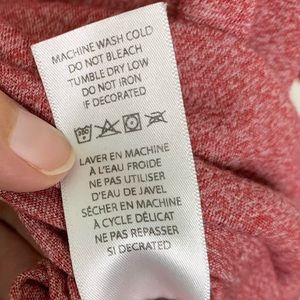 MACHINE WASH COLD
DO NOT BLEACH
TUMBLE DRY LOW
DO NOT IRON
IF DECORATED
LAVER EN MACHINE
À L'EAU FROIDE
NE PAS UTILISER
D'EAU DE JAVEL
SÉCHER EN MACHINE
À CYCLE DÉLICAT
NE PAS REPASSER
SI DECRATED